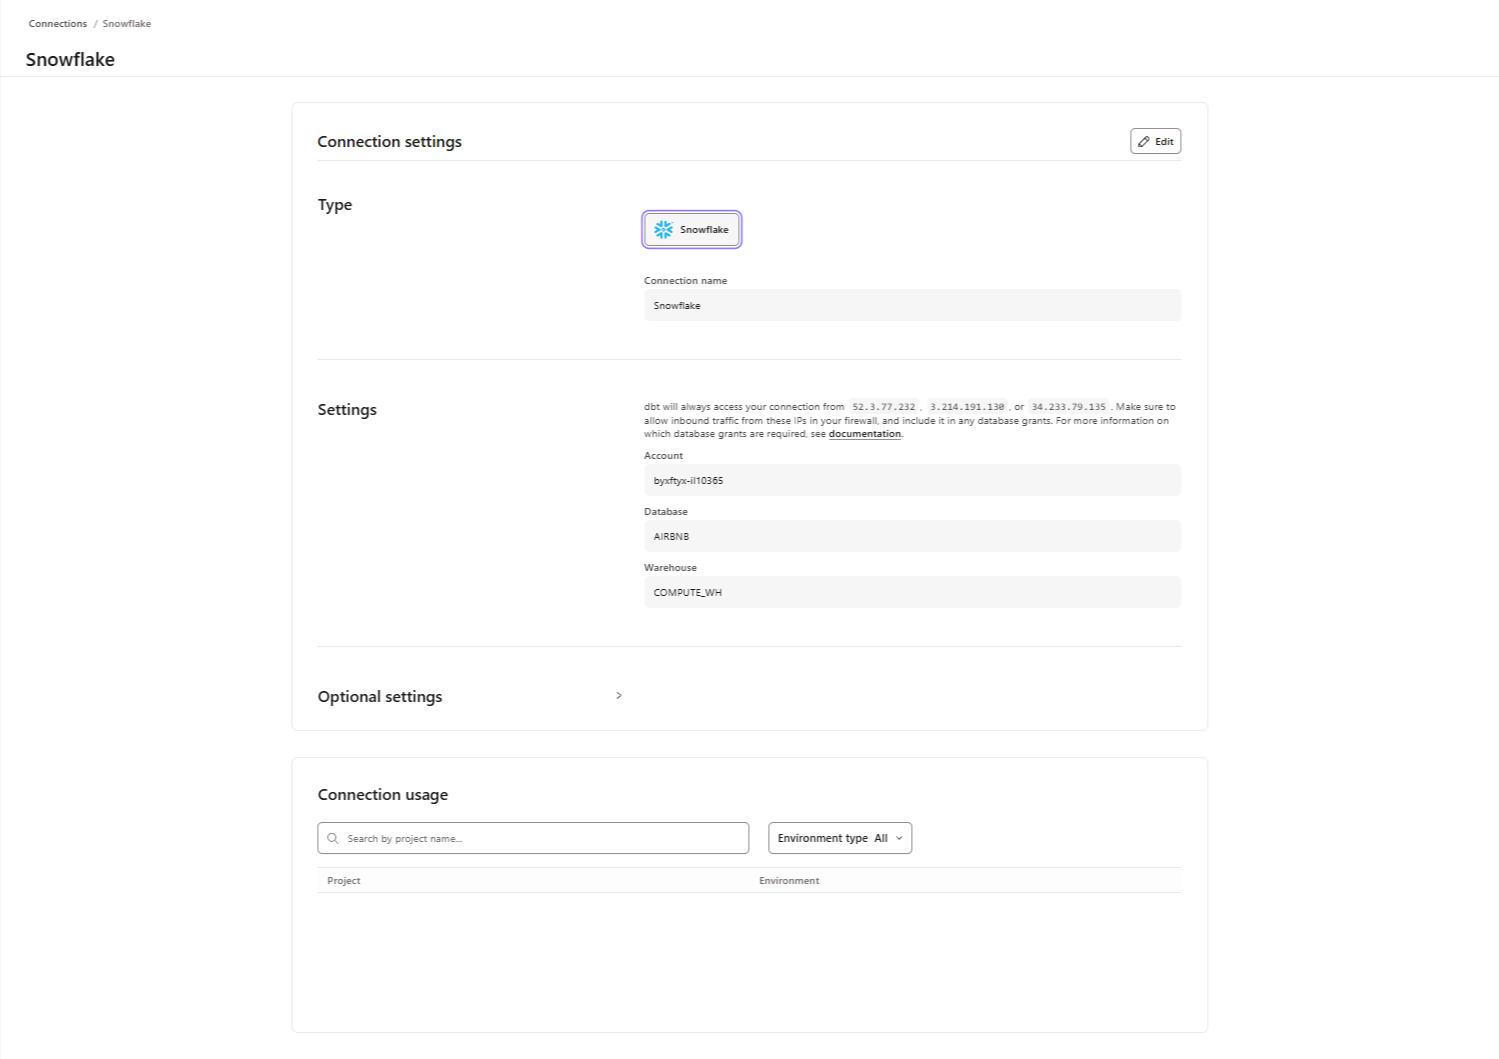 Connections / Snowflake
Snowflake
Connection settings
Edit
Type
Snowflake
Connection name
Snowflake
Settings
dbt will always access your connection from 52.3.77.232 , 3.214.191.130 , or 34.233.79.135 . Make sure to
allow inbound traffic from these IPs in your firewall, and include it in any database grants. For more information on
which database grants are required, see documentation.
Account
byxftyx-il10365
Database
AIRBNB
Warehouse
COMPUTE_WH
Optional settings
Connection usage
Search by project name...
Environment type All
Project Environment